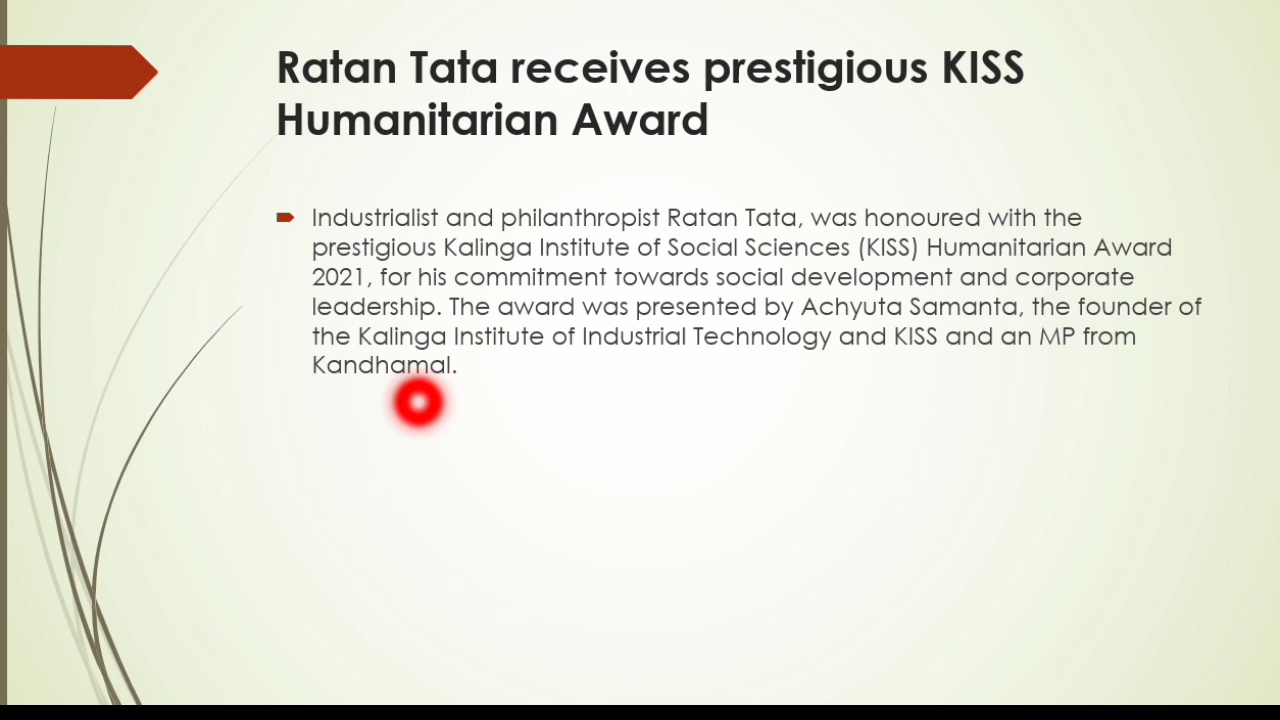 Ratan Tata receives prestigious KISS
Humanitarian Award
Industrialist and philanthropist Ratan Tata, was honoured with the
prestigious Kalinga Institute of Social Sciences (KISS) Humanitarian Award
2021, for his commitment towards social development and corporate
leadership. The award was presented by Achyuta Samanta, the founder of
the Kalinga Institute of Industrial Technology and KISS and an MP from
Kandhamal.